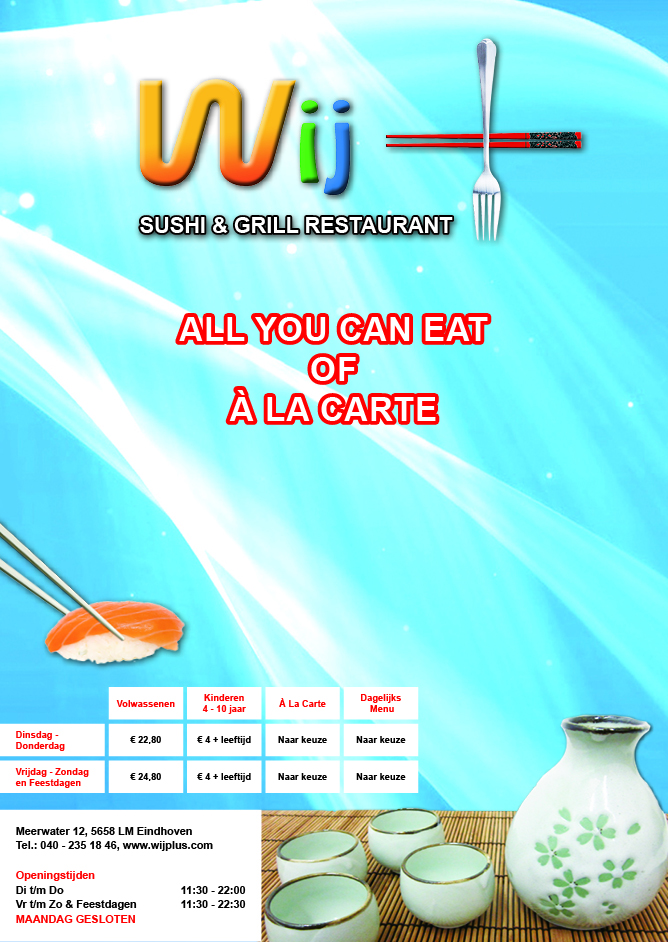 Wij
SUSHI & GRILL RESTAURANT
ALL YOU CAN EAT
OF
À LA CARTE
Volwassenen Kinderen 4 - 10 jaar À La Carte Dagelijks Menu
Dinsdag - Donderdag € 22,80 € 4 + leeftijd Naar keuze Naar keuze
Vrijdag - Zondag en Feestdagen € 24,80 € 4 + leeftijd Naar keuze Naar keuze
Meerwater 12, 5658 LM Eindhoven
Tel.: 040 - 235 18 46, www.wijplus.com
Openingstijden
Di t/m Do 11:30 - 22:00
Vr t/m Zo & Feestdagen 11:30 - 22:30
MAANDAG GESLOTEN